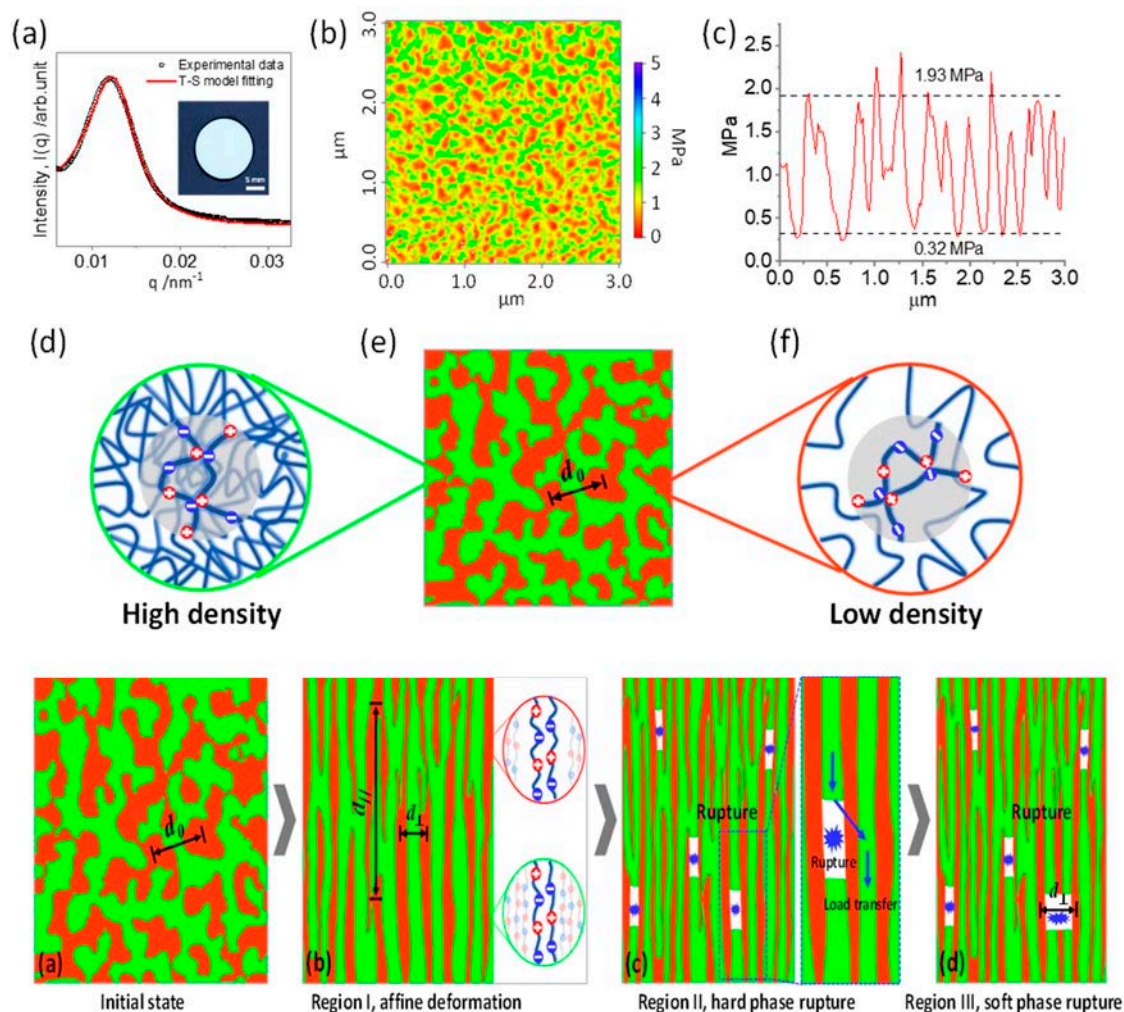 (a)
Experimental data
T-S model fitting
Intensity, I(q) /arb.unit
5 mm
0.01
0.02
0.03
q /nm⁻¹
(b)
3.0
2.0
1.0
0.0
μm
0.0
1.0
2.0
3.0
μm
5
4
3
2
1
0
MPa
(c)
2.5
2.0
1.5
1.0
0.5
0.0
MPa
1.93 MPa
0.32 MPa
0.0
0.5
1.0
1.5
2.0
2.5
3.0
μm
(d)
High density
(e)
d₀
(f)
Low density
d₀
(a)
Initial state
d//
d⊥
(b)
Region I, affine deformation
Rupture
(c)
Rupture
Load transfer
Region II, hard phase rupture
Rupture
d⊥
(d)
Region III, soft phase rupture